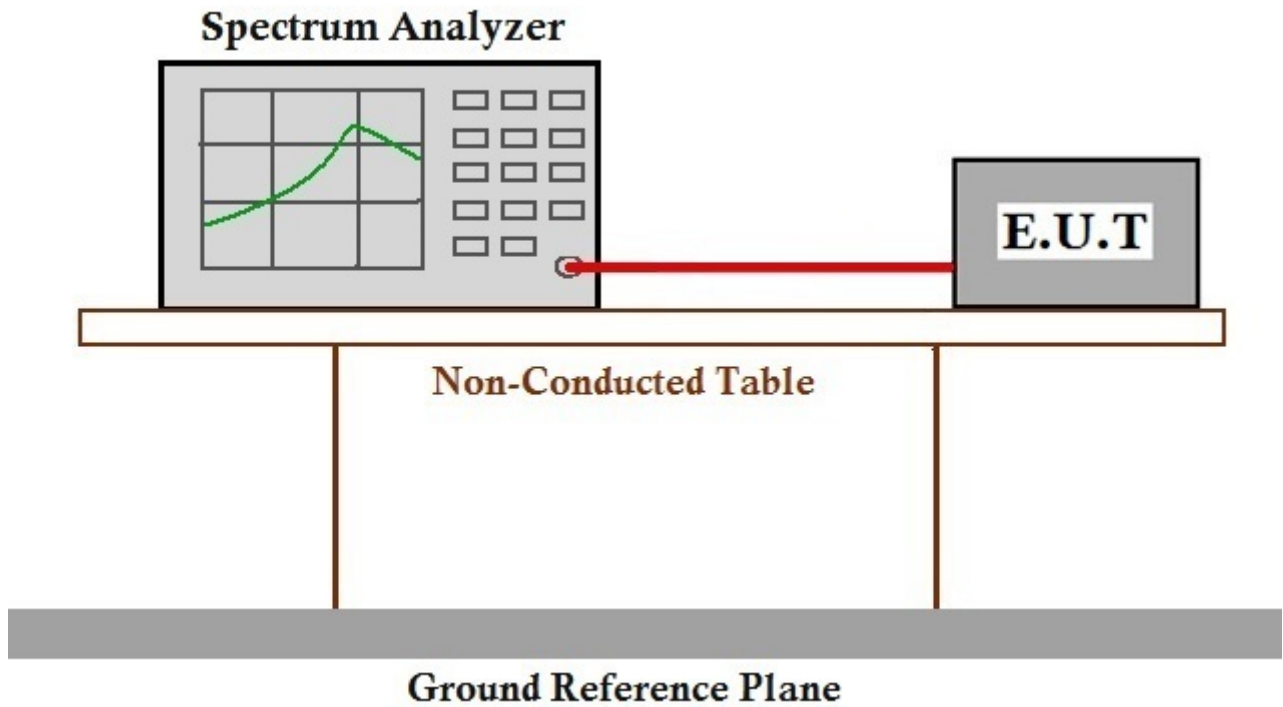 Spectrum Analyzer
E.U.T
Non-Conducted Table
Ground Reference Plane